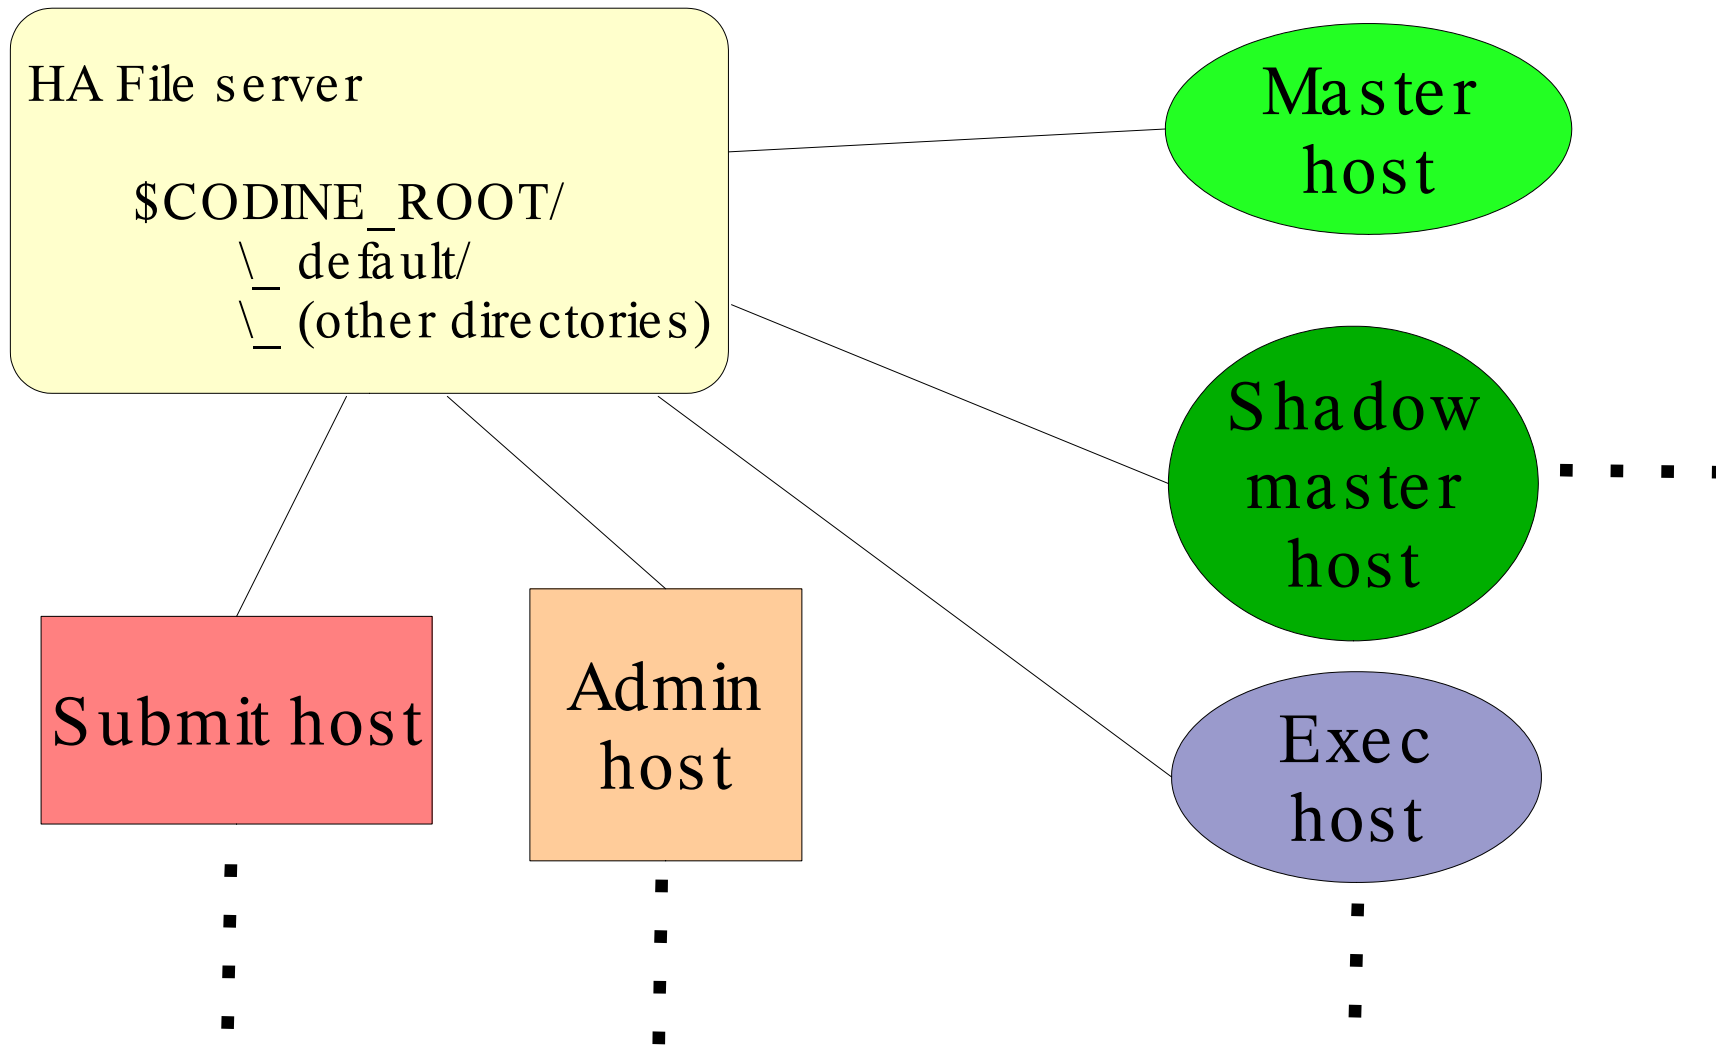 HA File server
$CODINE_ROOT/
\_ default/
\_ (other directories)
Master
host
Shadow
master
host
Submit host
Admin
host
Exec
host